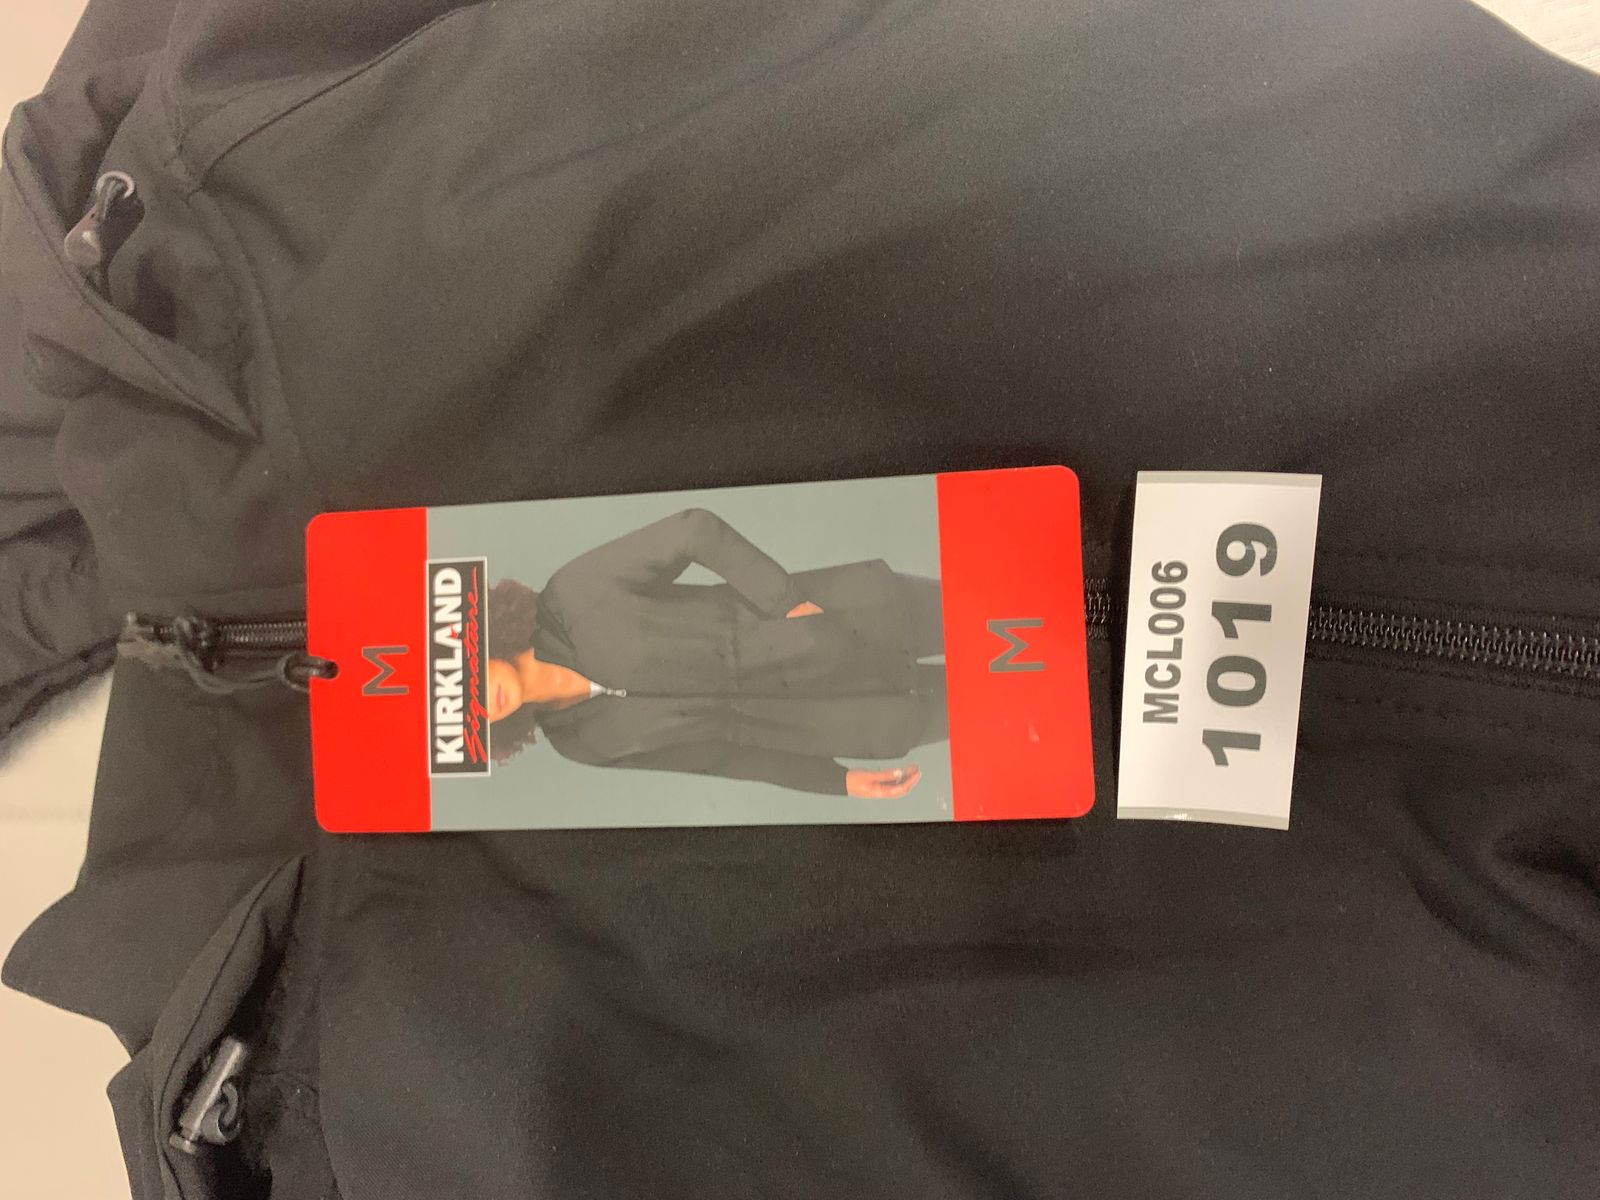 M
KIRKLAND
Signature
M
MCL006
1019